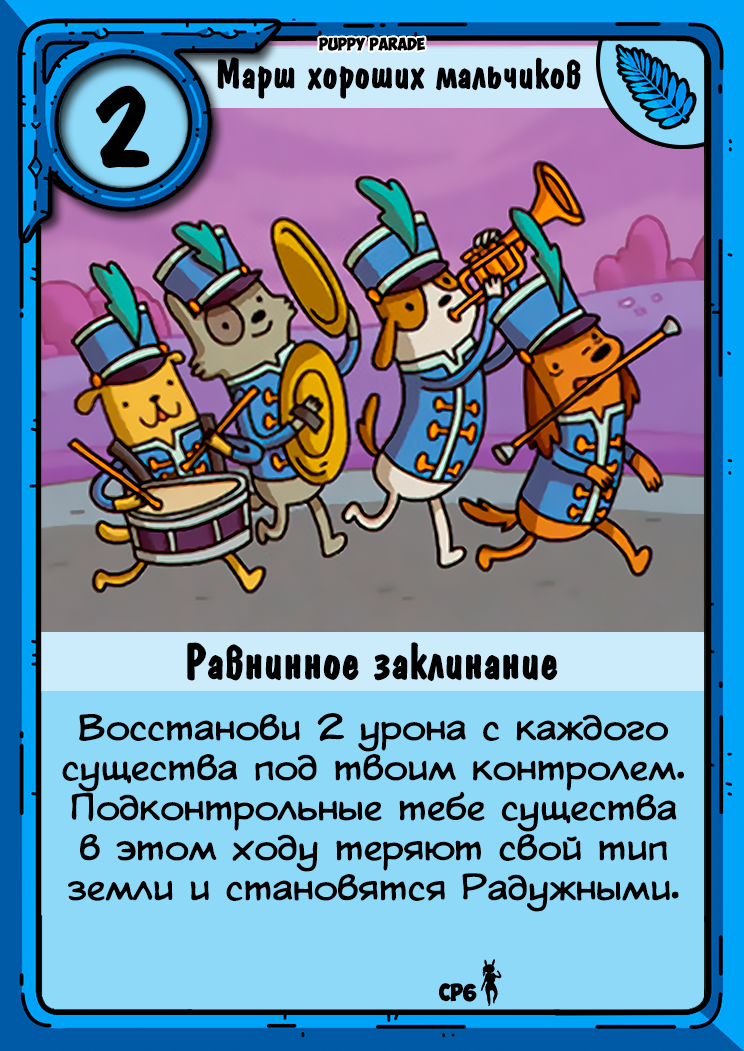 PUPPY PARADE
Марш хороших мальчиков
2
Равнинное заклинание
Восстанови 2 урона с каждого
существа под твоим контролем.
Подконтрольные тебе существа
в этом ходу теряют свой тип
земли и становятся Радужными.
CP6